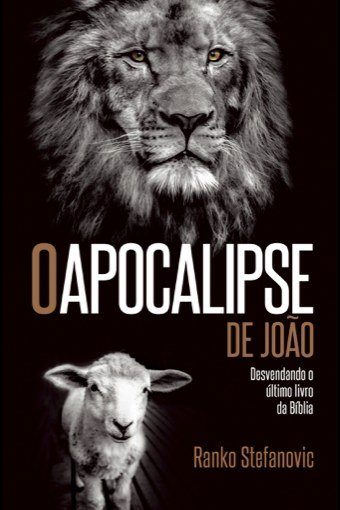 O APOCALIPSE
DE JOÃO
Desvendando o
último livro
da Bíblia
Ranko Stefanovic